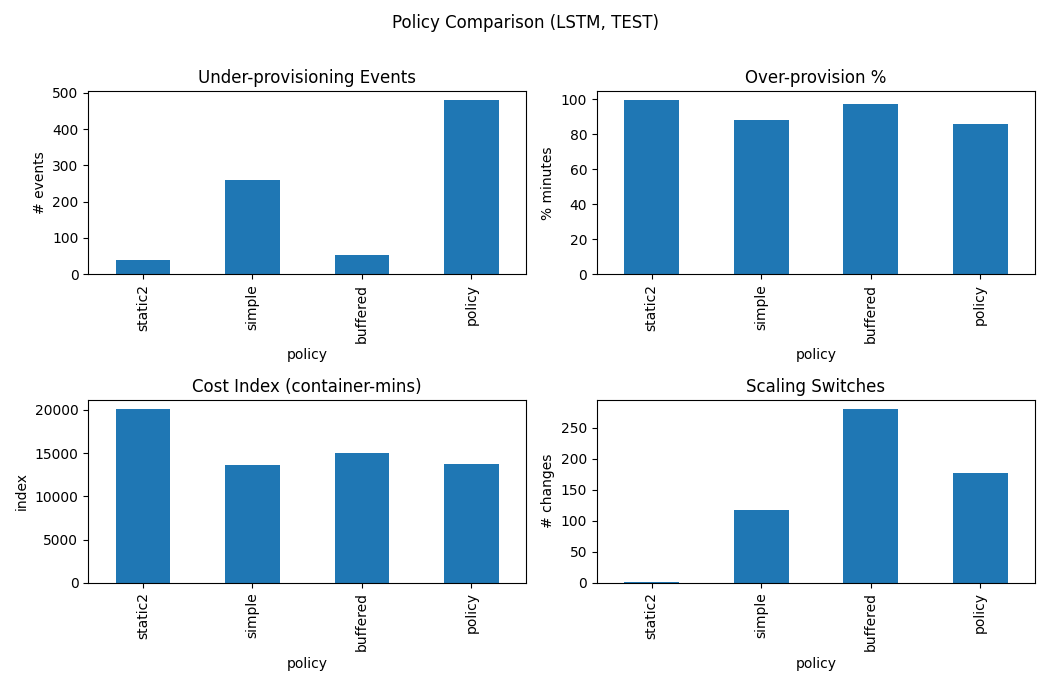 Policy Comparison (LSTM, TEST)
Under-provisioning Events
# events
500
400
300
200
100
0
static2
simple
buffered
policy
policy
Over-provision %
% minutes
100
80
60
40
20
0
static2
simple
buffered
policy
policy
Cost Index (container-mins)
index
20000
15000
10000
5000
0
static2
simple
buffered
policy
policy
Scaling Switches
# changes
250
200
150
100
50
0
static2
simple
buffered
policy
policy